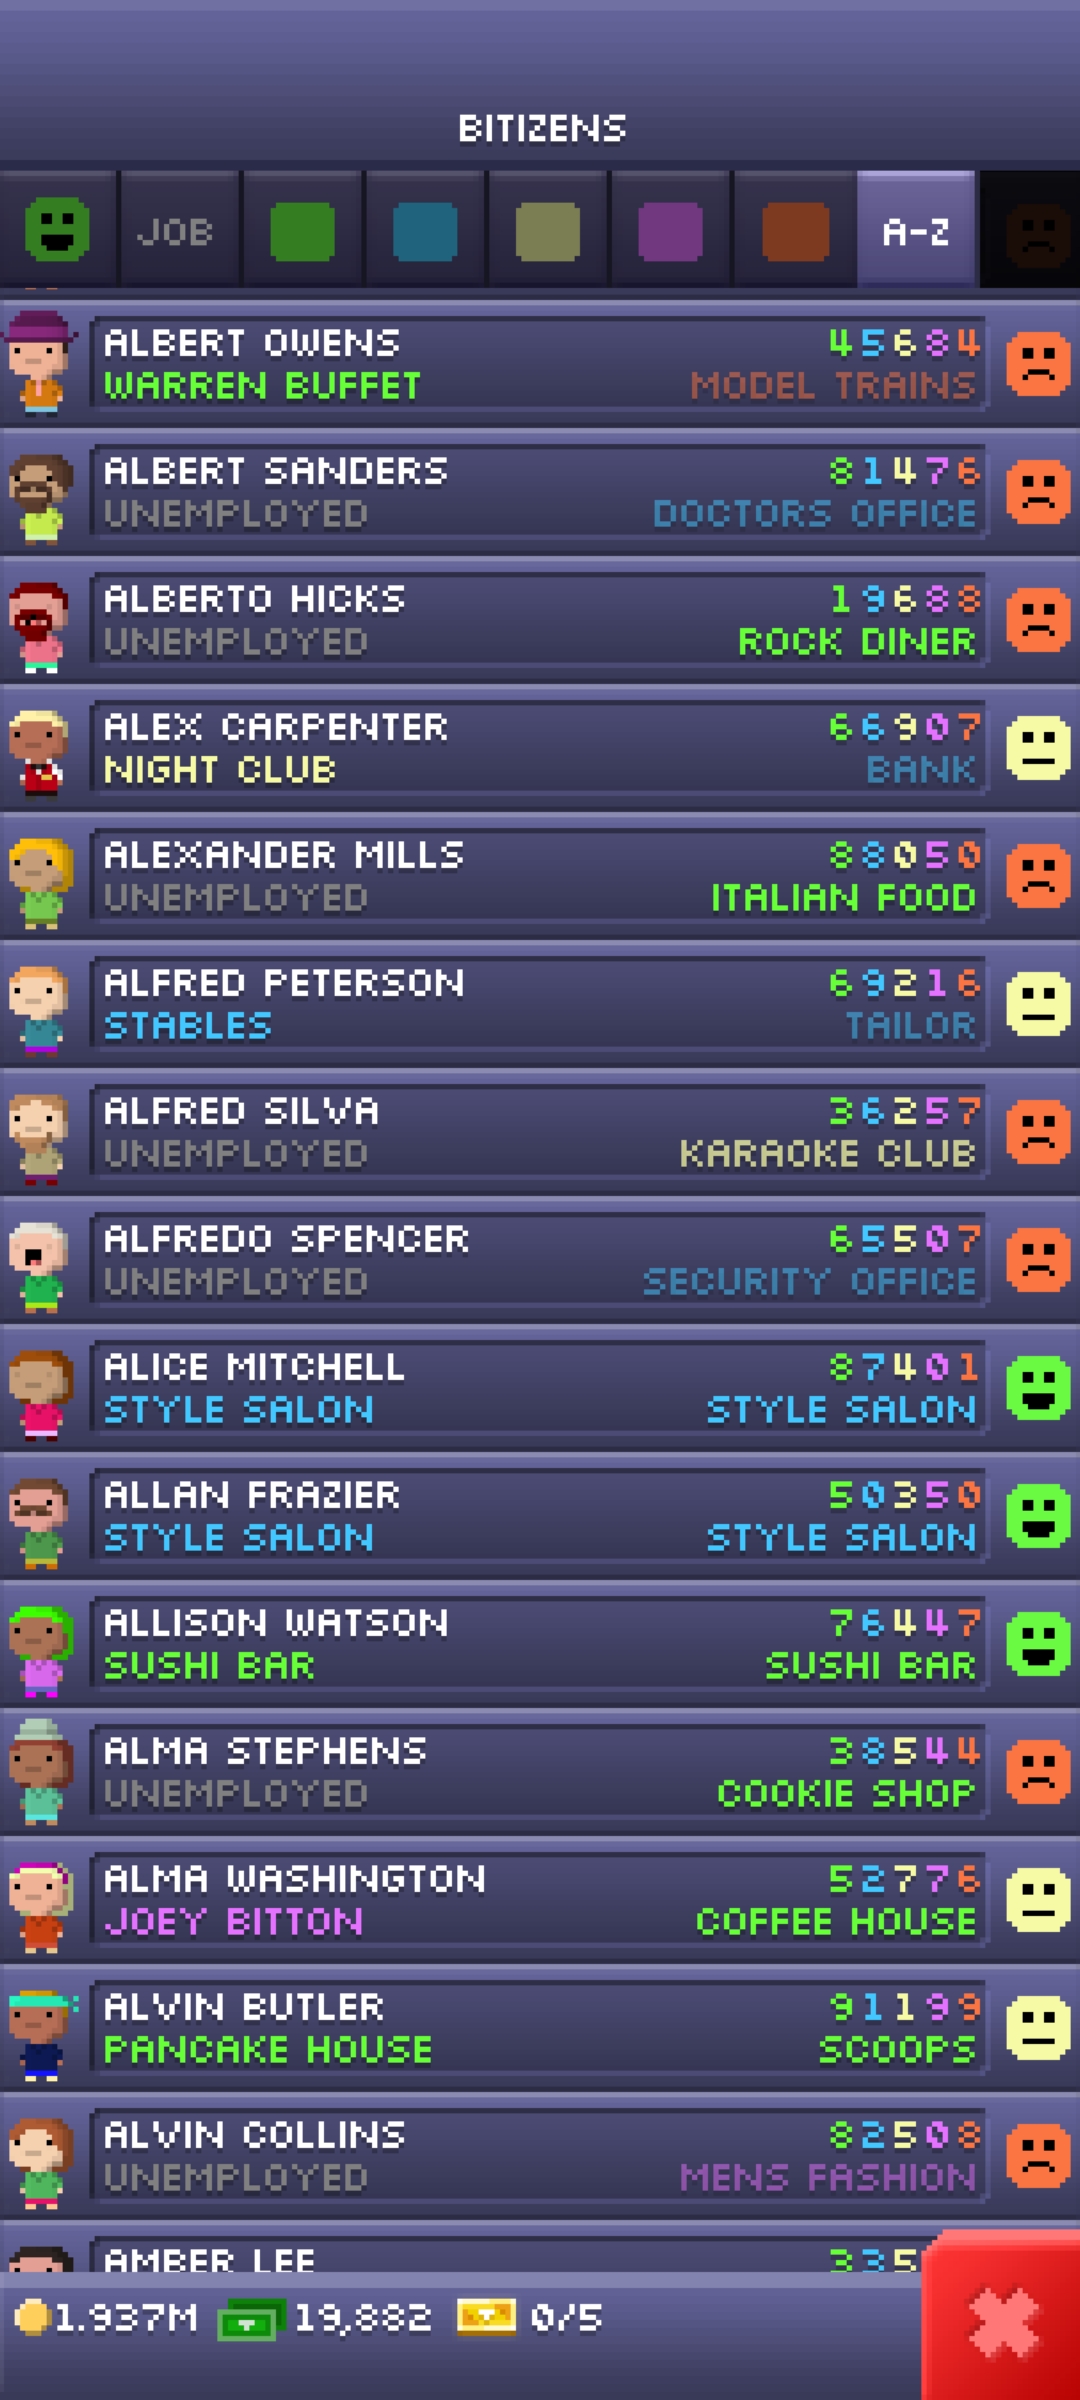 BITIZENS
JOB A-Z
ALBERT OWENS 45684
WARREN BUFFET MODEL TRAINS
ALBERT SANDERS 81476
UNEMPLOYED DOCTORS OFFICE
ALBERTO HICKS 19688
UNEMPLOYED ROCK DINER
ALEX CARPENTER 66907
NIGHT CLUB BANK
ALEXANDER MILLS 88050
UNEMPLOYED ITALIAN FOOD
ALFRED PETERSON 69216
STABLES TAILOR
ALFRED SILVA 36257
UNEMPLOYED KARAOKE CLUB
ALFREDO SPENCER 65507
UNEMPLOYED SECURITY OFFICE
ALICE MITCHELL 87401
STYLE SALON STYLE SALON
ALLAN FRAZIER 50350
STYLE SALON STYLE SALON
ALLISON WATSON 76447
SUSHI BAR SUSHI BAR
ALMA STEPHENS 38544
UNEMPLOYED COOKIE SHOP
ALMA WASHINGTON 52776
JOEY BITTON COFFEE HOUSE
ALVIN BUTLER 91199
PANCAKE HOUSE SCOOPS
ALVIN COLLINS 82508
UNEMPLOYED MENS FASHION
AMBER LEE 335
1.937M 19,882 0/5